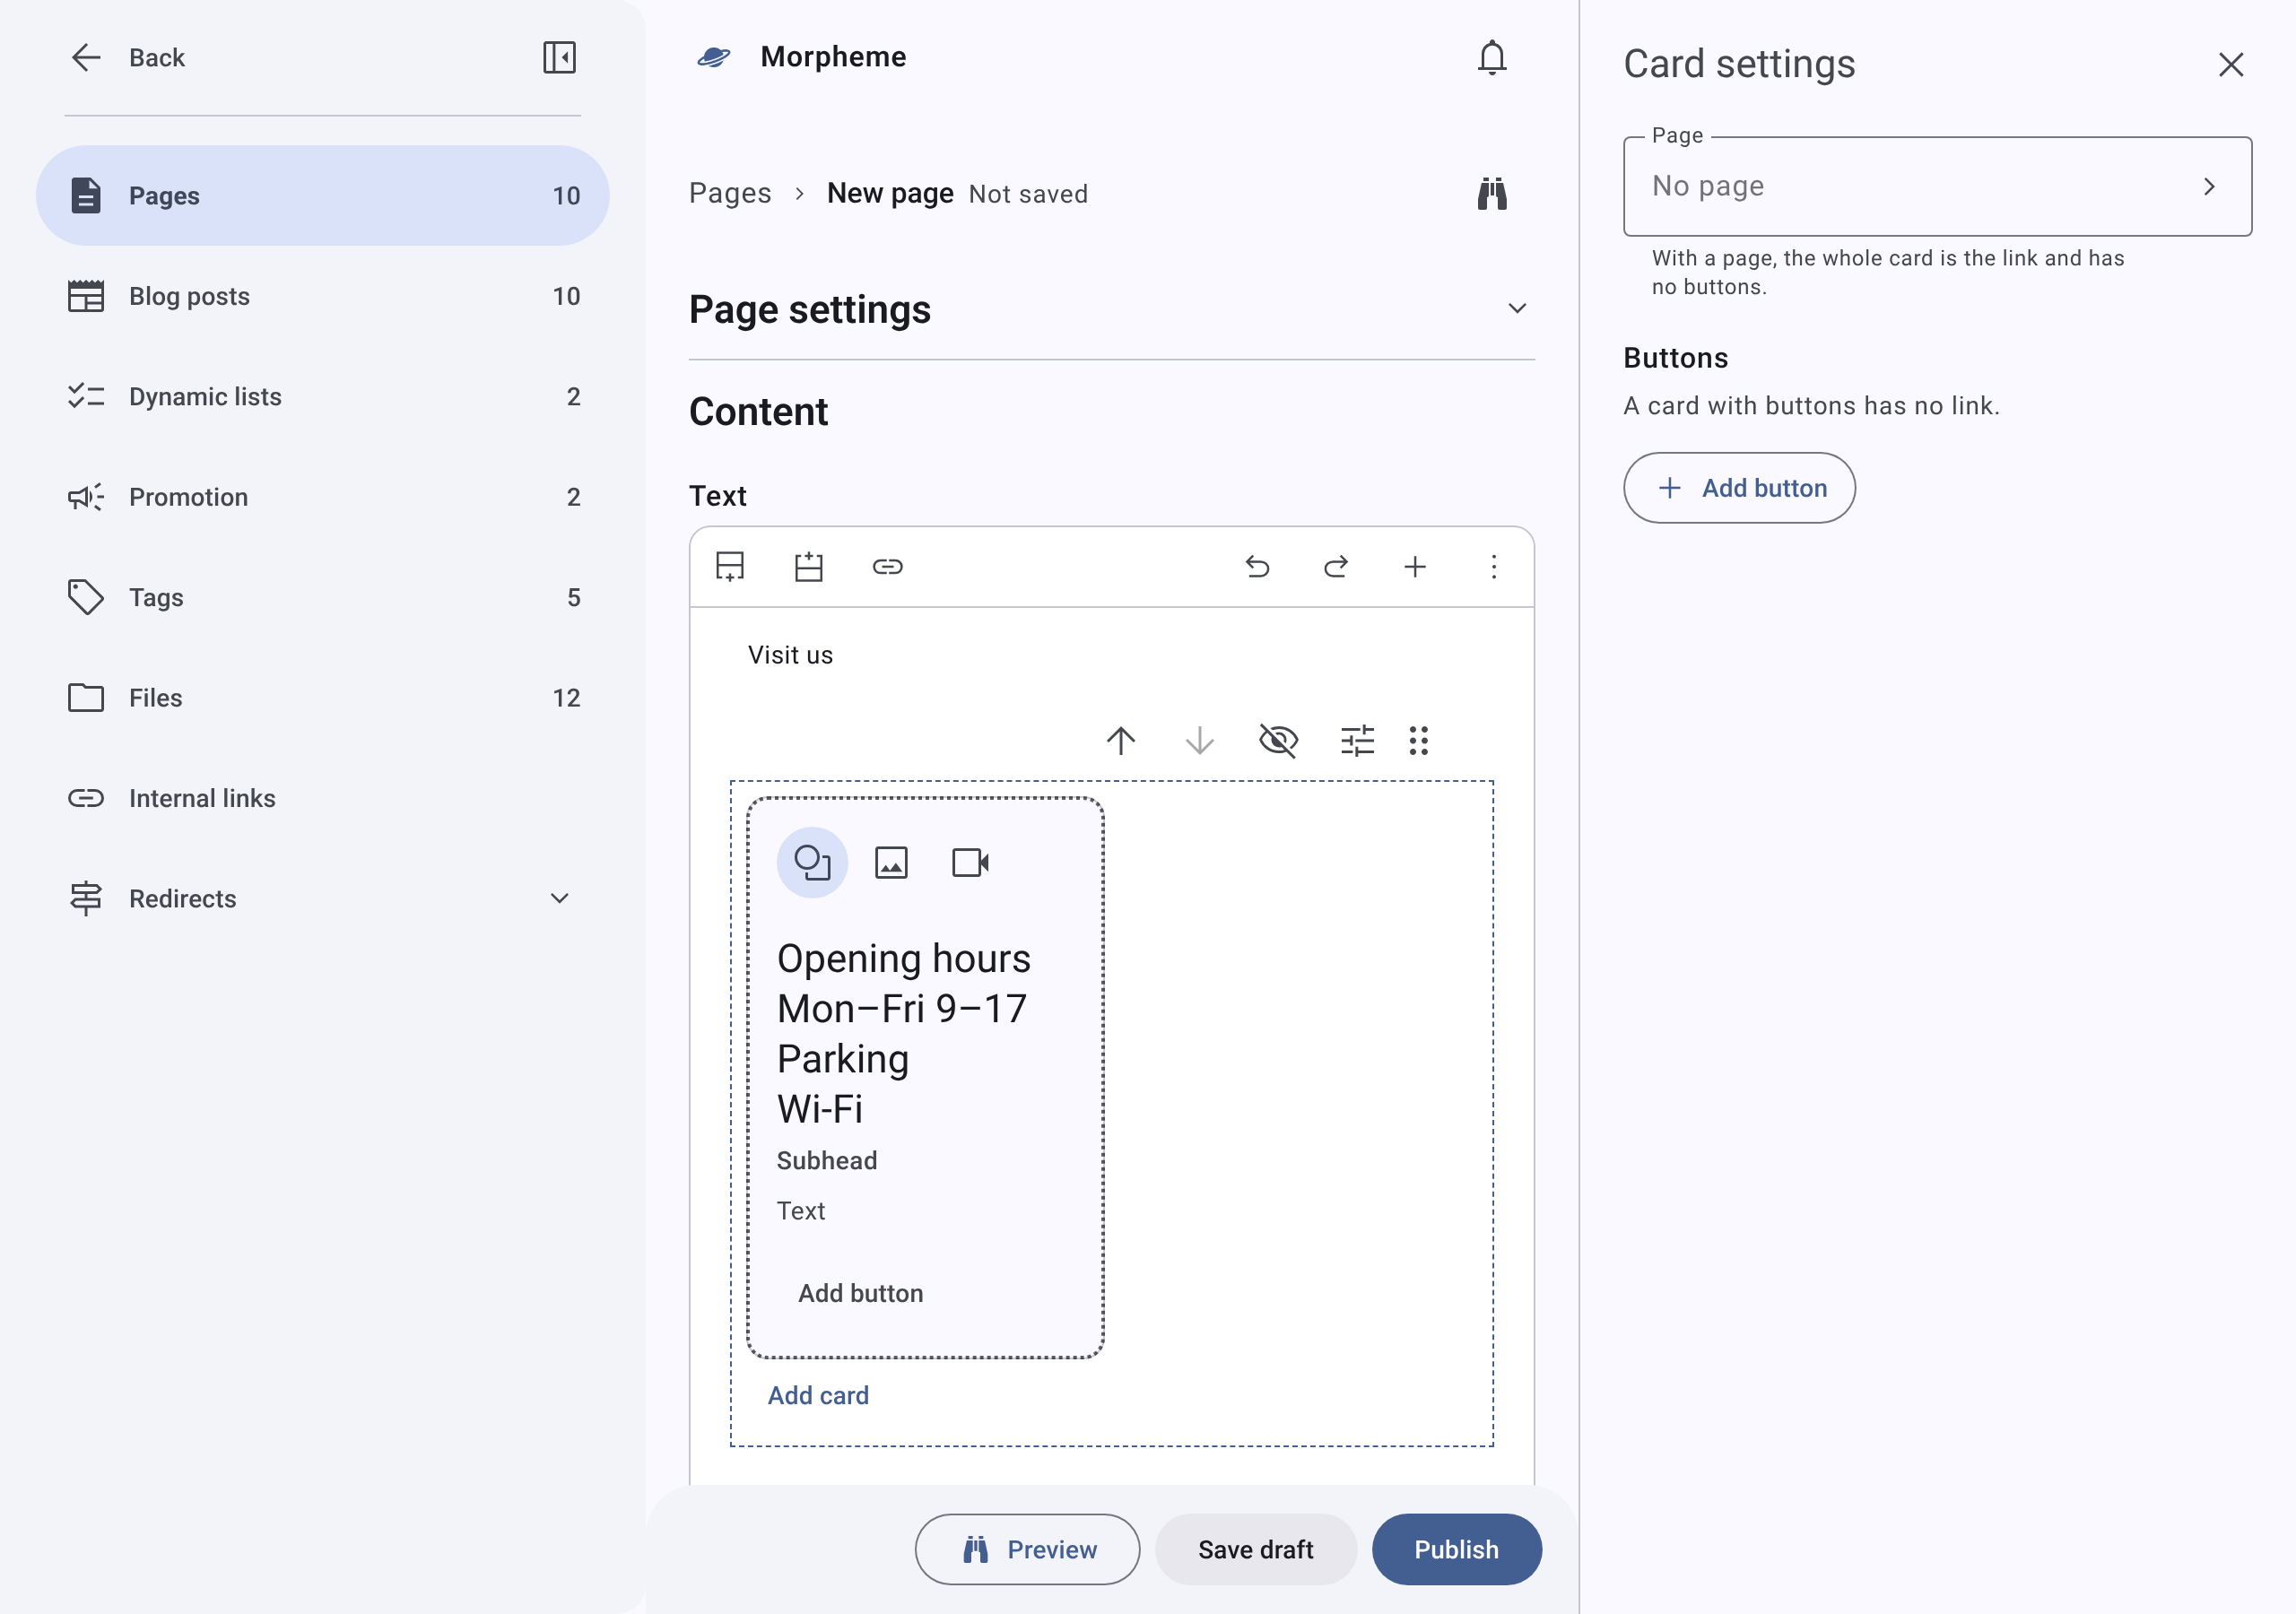 Back
Pages 10
Blog posts 10
Dynamic lists 2
Promotion 2
Tags 5
Files 12
Internal links
Redirects
Morpheme
Pages > New page Not saved
Page settings
Content
Text
Visit us
Opening hours
Mon–Fri 9–17
Parking
Wi-Fi
Subhead
Text
Add button
Add card
Preview
Save draft
Publish
Card settings
Page
No page
With a page, the whole card is the link and has
no buttons.
Buttons
A card with buttons has no link.
Add button